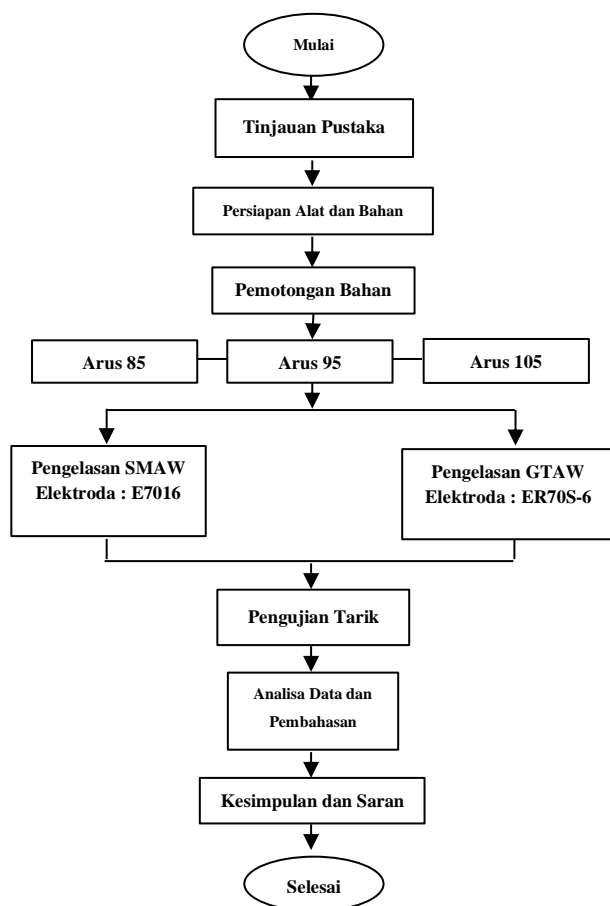 Mulai
Tinjauan Pustaka
Persiapan Alat dan Bahan
Pemotongan Bahan
Arus 85
Arus 95
Arus 105
Pengelasan SMAW
Elektroda : E7016
Pengelasan GTAW
Elektroda : ER70S-6
Pengujian Tarik
Analisa Data dan
Pembahasan
Kesimpulan dan Saran
Selesai